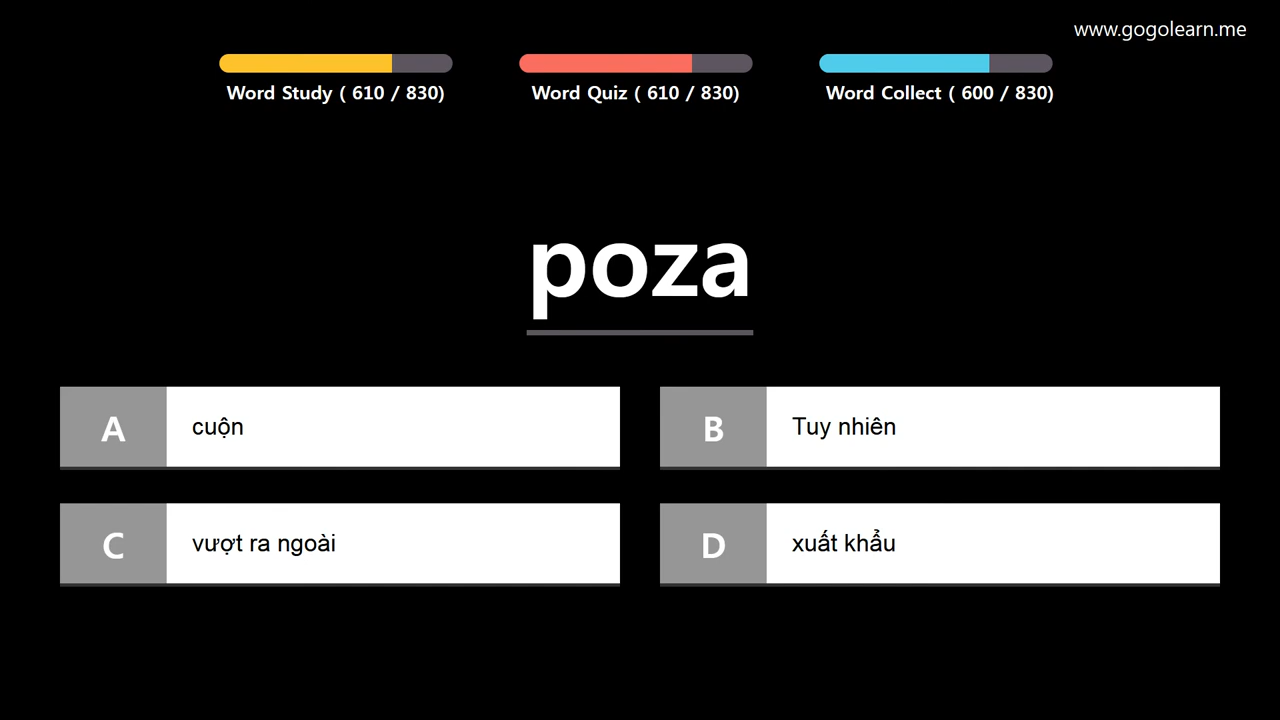 www.gogolearn.me
Word Study ( 610 / 830)
Word Quiz ( 610 / 830)
Word Collect ( 600 / 830)
poza
A
cuộn
B
Tuy nhiên
C
vượt ra ngoài
D
xuất khẩu